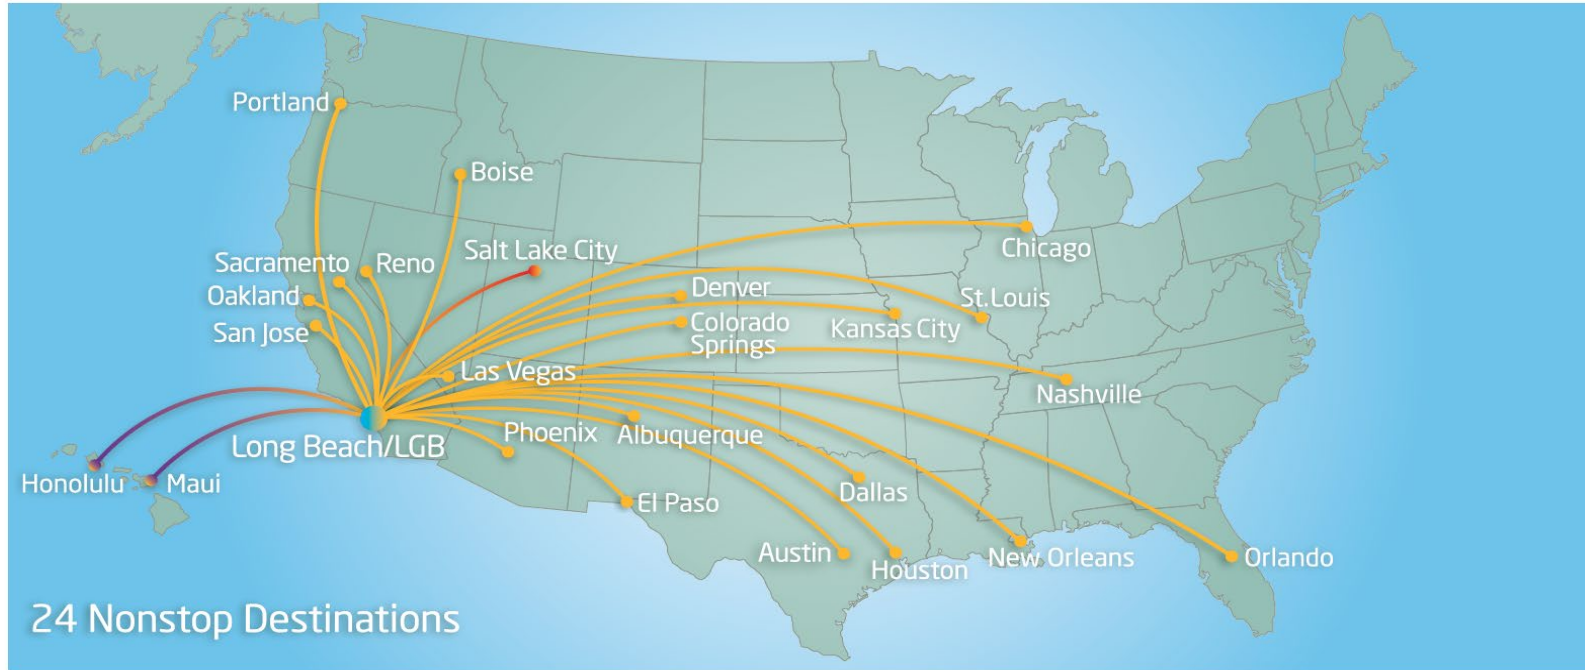 Portland
Boise
Salt Lake City
Sacramento
Reno
Oakland
San Jose
Chicago
Denver
St.Louis
Colorado
Springs
Kansas City
Las Vegas
Nashville
Long Beach/LGB
Phoenix
Albuquerque
Honolulu
Maui
El Paso
Dallas
Austin
Houston
New Orleans
Orlando
24 Nonstop Destinations